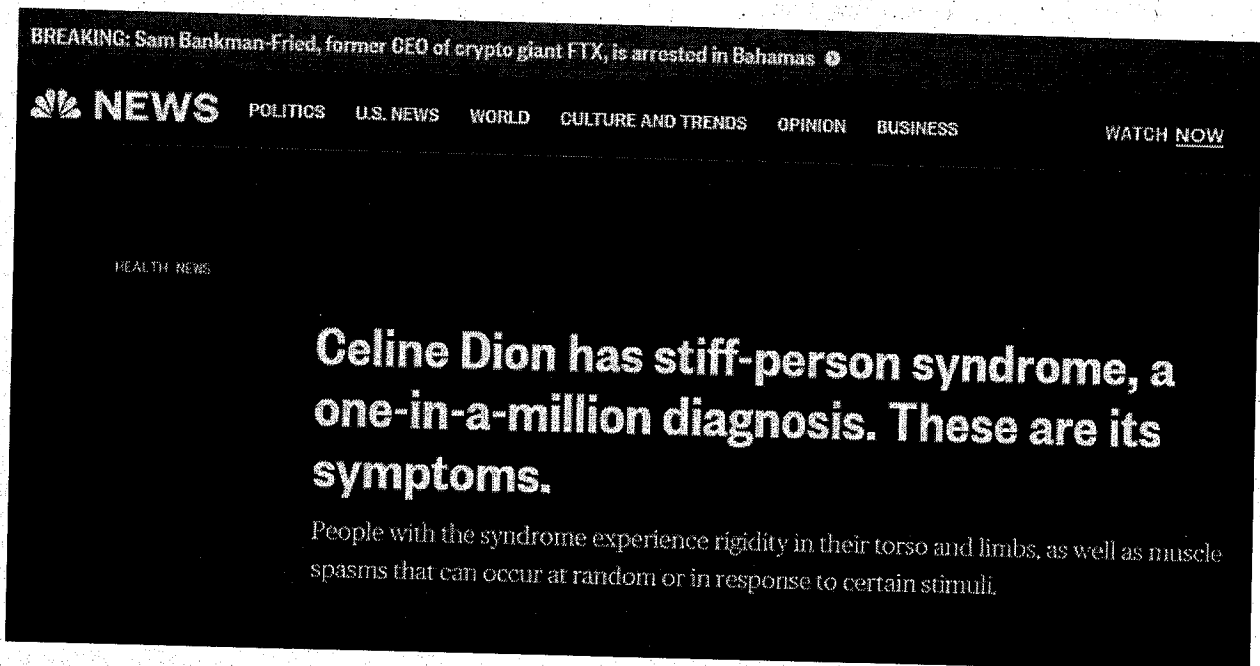 BREAKING: Sam Bankman-Fried, former CEO of crypto giant FTX, is arrested in Bahamas
NEWS POLITICS U.S. NEWS WORLD CULTURE AND TRENDS OPINION BUSINESS WATCH NOW
HEALTH NEWS
Celine Dion has stiff-person syndrome, a
one-in-a-million diagnosis. These are its
symptoms.
People with the syndrome experience rigidity in their torso and limbs, as well as muscle
spasms that can occur at random or in response to certain stimuli.